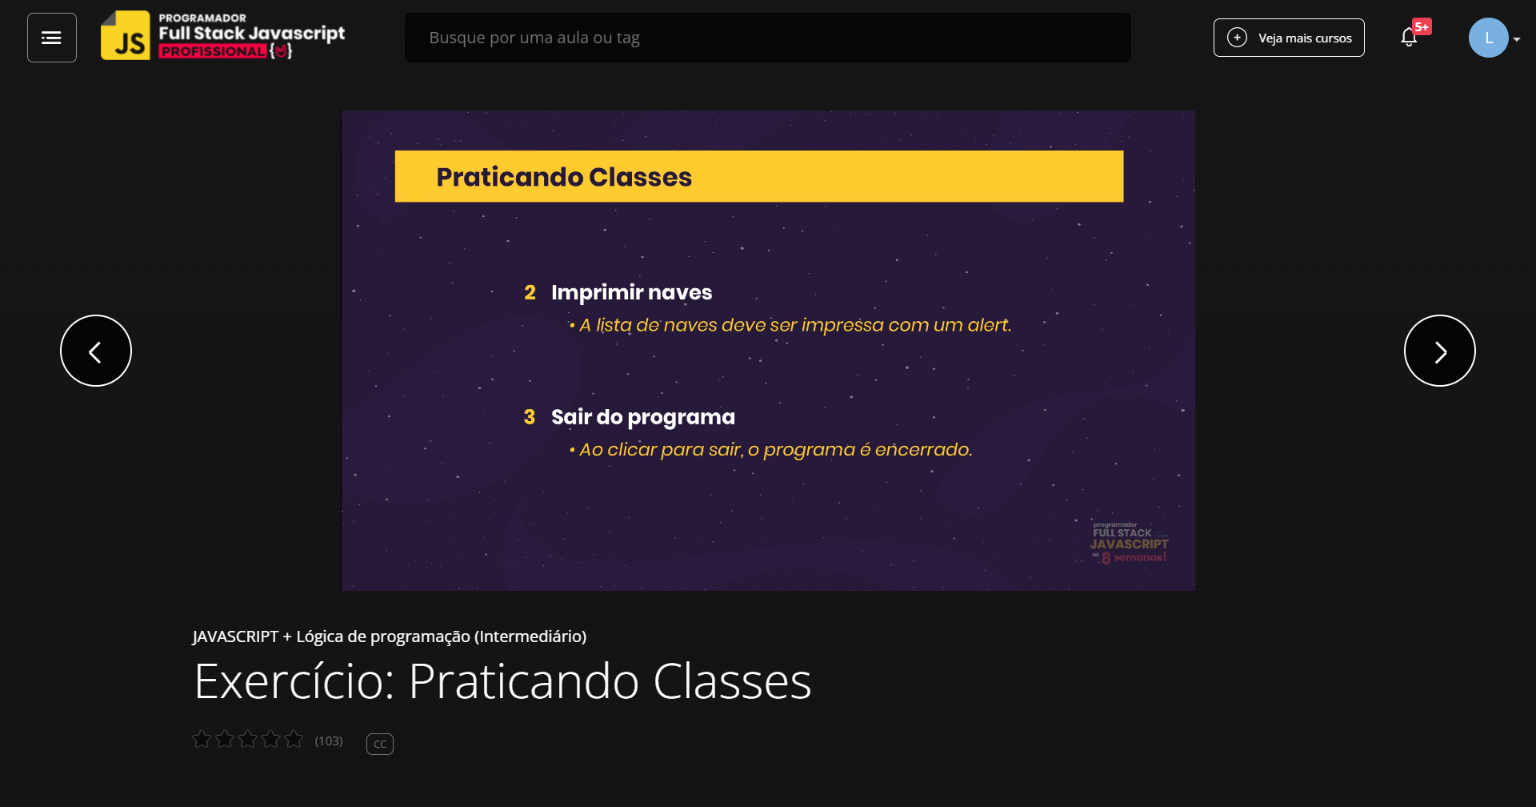 JS
PROGRAMADOR
Full Stack Javascript
PROFISSIONAL
Busque por uma aula ou tag
Veja mais cursos
5+
L
Praticando Classes
2 Imprimir naves
• A lista de naves deve ser impressa com um alert.
3 Sair do programa
• Ao clicar para sair, o programa é encerrado.
programador
FULL STACK
JAVASCRIPT
em 8 semanas!
JAVASCRIPT + Lógica de programação (Intermediário)
Exercício: Praticando Classes
(103)
CC